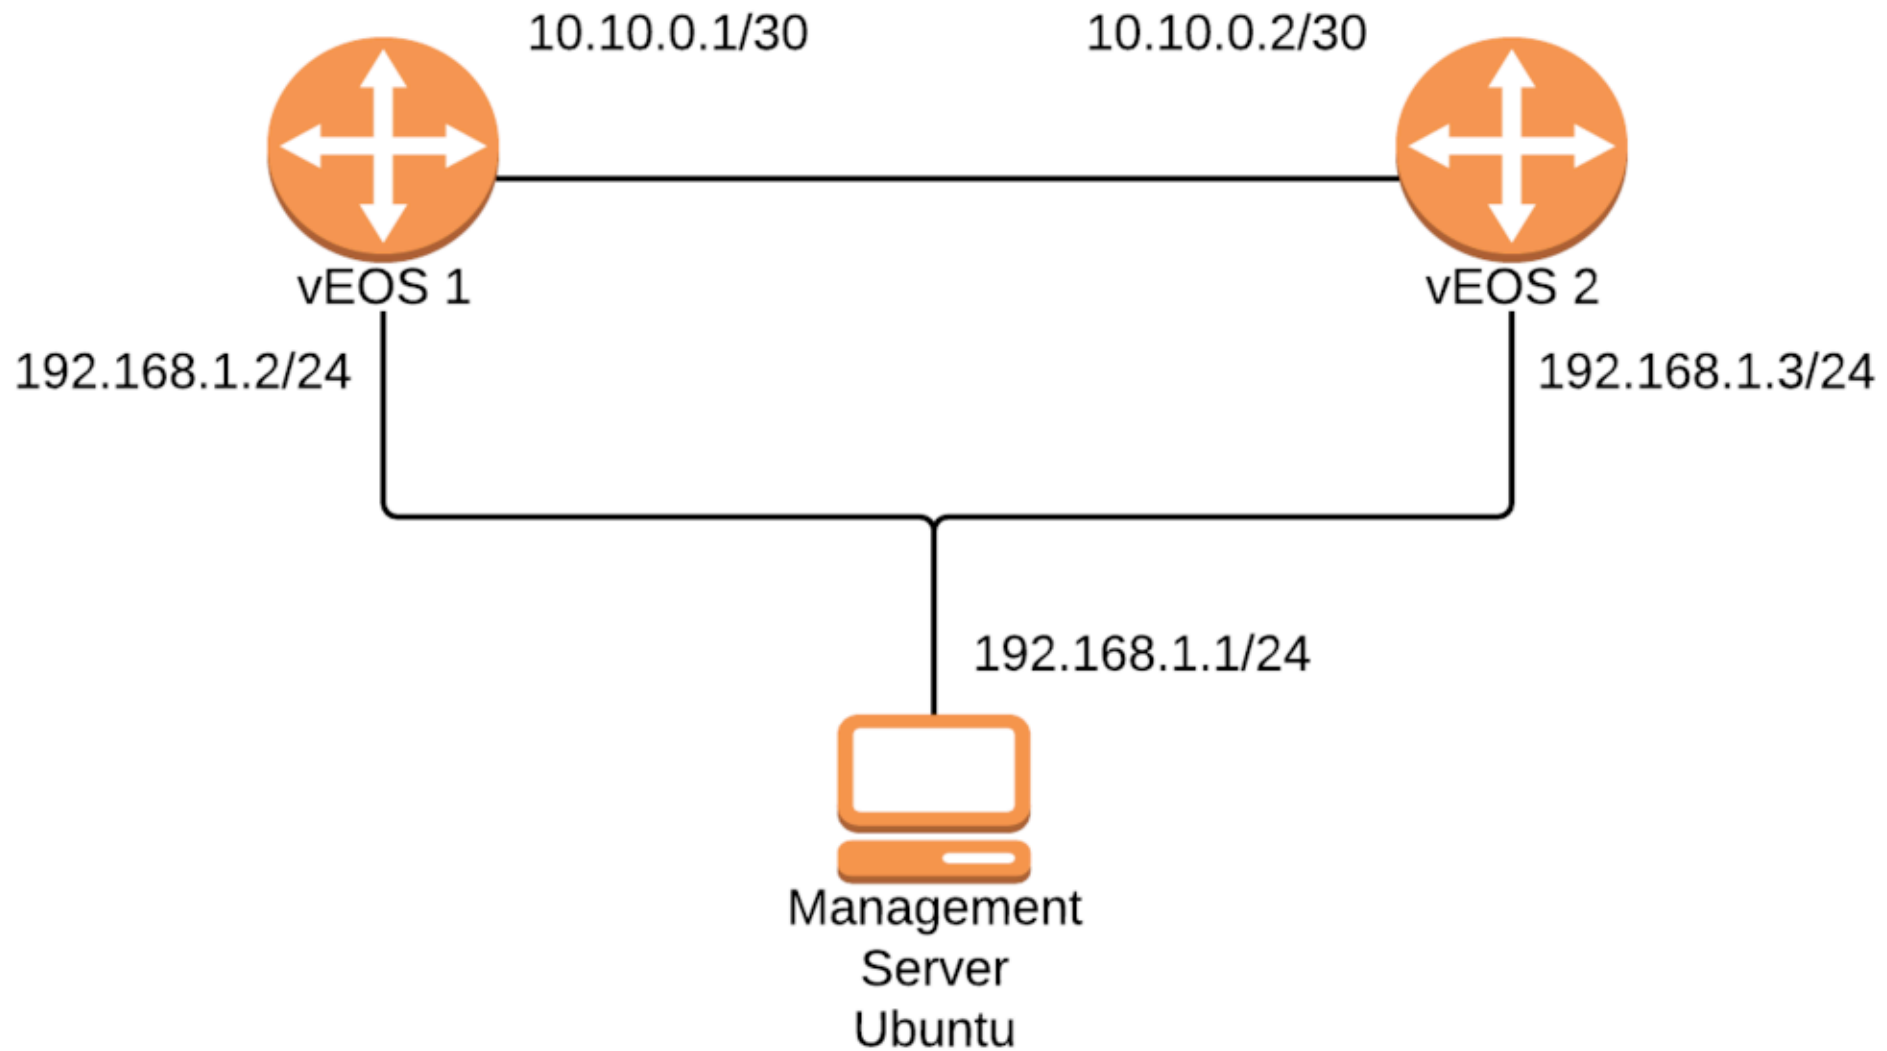 10.10.0.1/30
10.10.0.2/30
vEOS 1
vEOS 2
192.168.1.2/24
192.168.1.3/24
192.168.1.1/24
Management
Server
Ubuntu